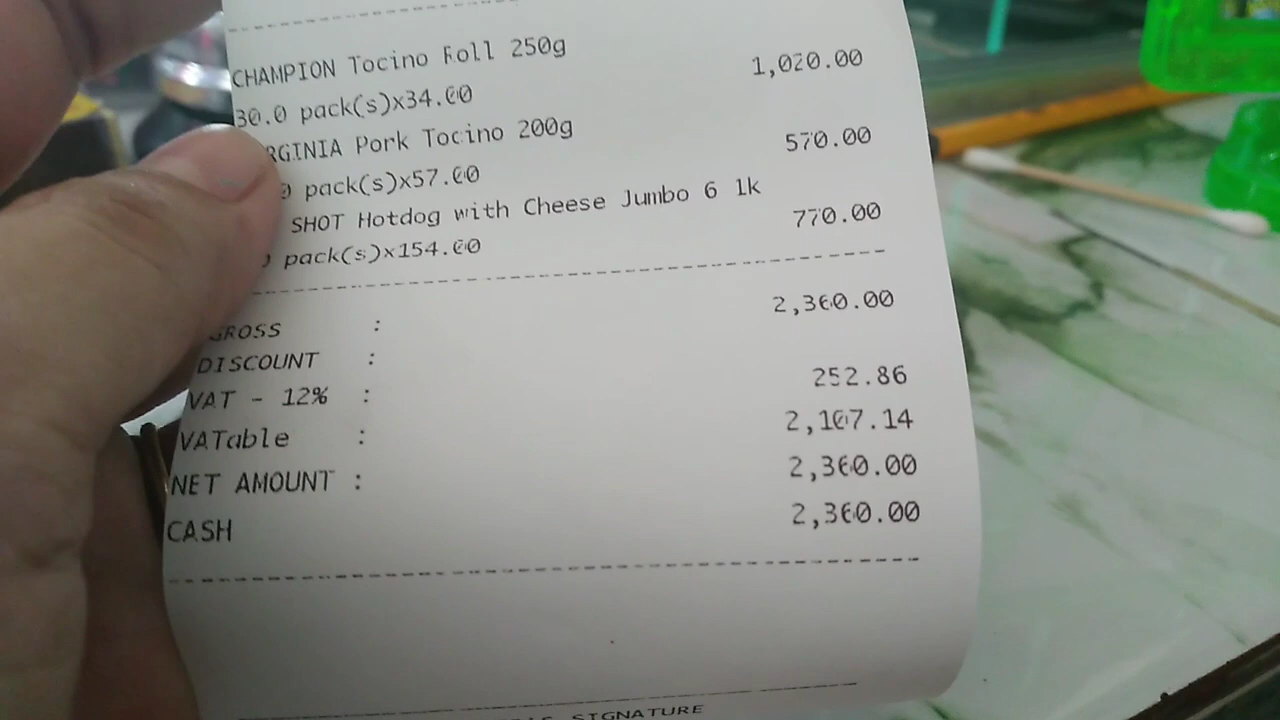 CHAMPION Tocino Roll 250g
30.0 pack(s)x34.00 1,020.00
RGINIA Pork Tocino 200g
0 pack(s)x57.00 570.00
SHOT Hotdog with Cheese Jumbo 6 1k
pack(s)x154.00 770.00
GROSS : 2,360.00
DISCOUNT :
VAT - 12% : 252.86
VATable : 2,107.14
NET AMOUNT : 2,360.00
CASH 2,360.00
SIGNATURE